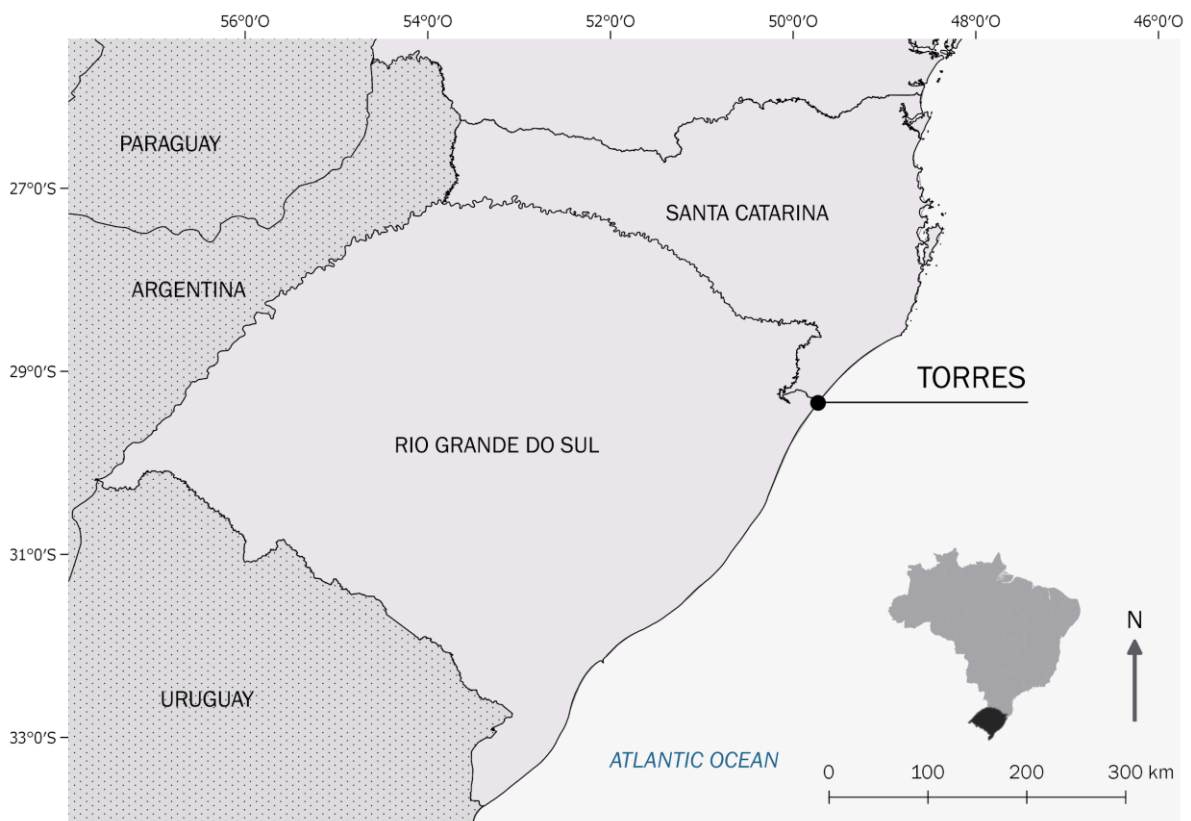 56°0′O 54°0′O 52°0′O 50°0′O 48°0′O 46°0′O
PARAGUAY
27°0′S
SANTA CATARINA
ARGENTINA
29°0′S
TORRES
RIO GRANDE DO SUL
31°0′S
N
URUGUAY
33°0′S
ATLANTIC OCEAN
0 100 200 300 km